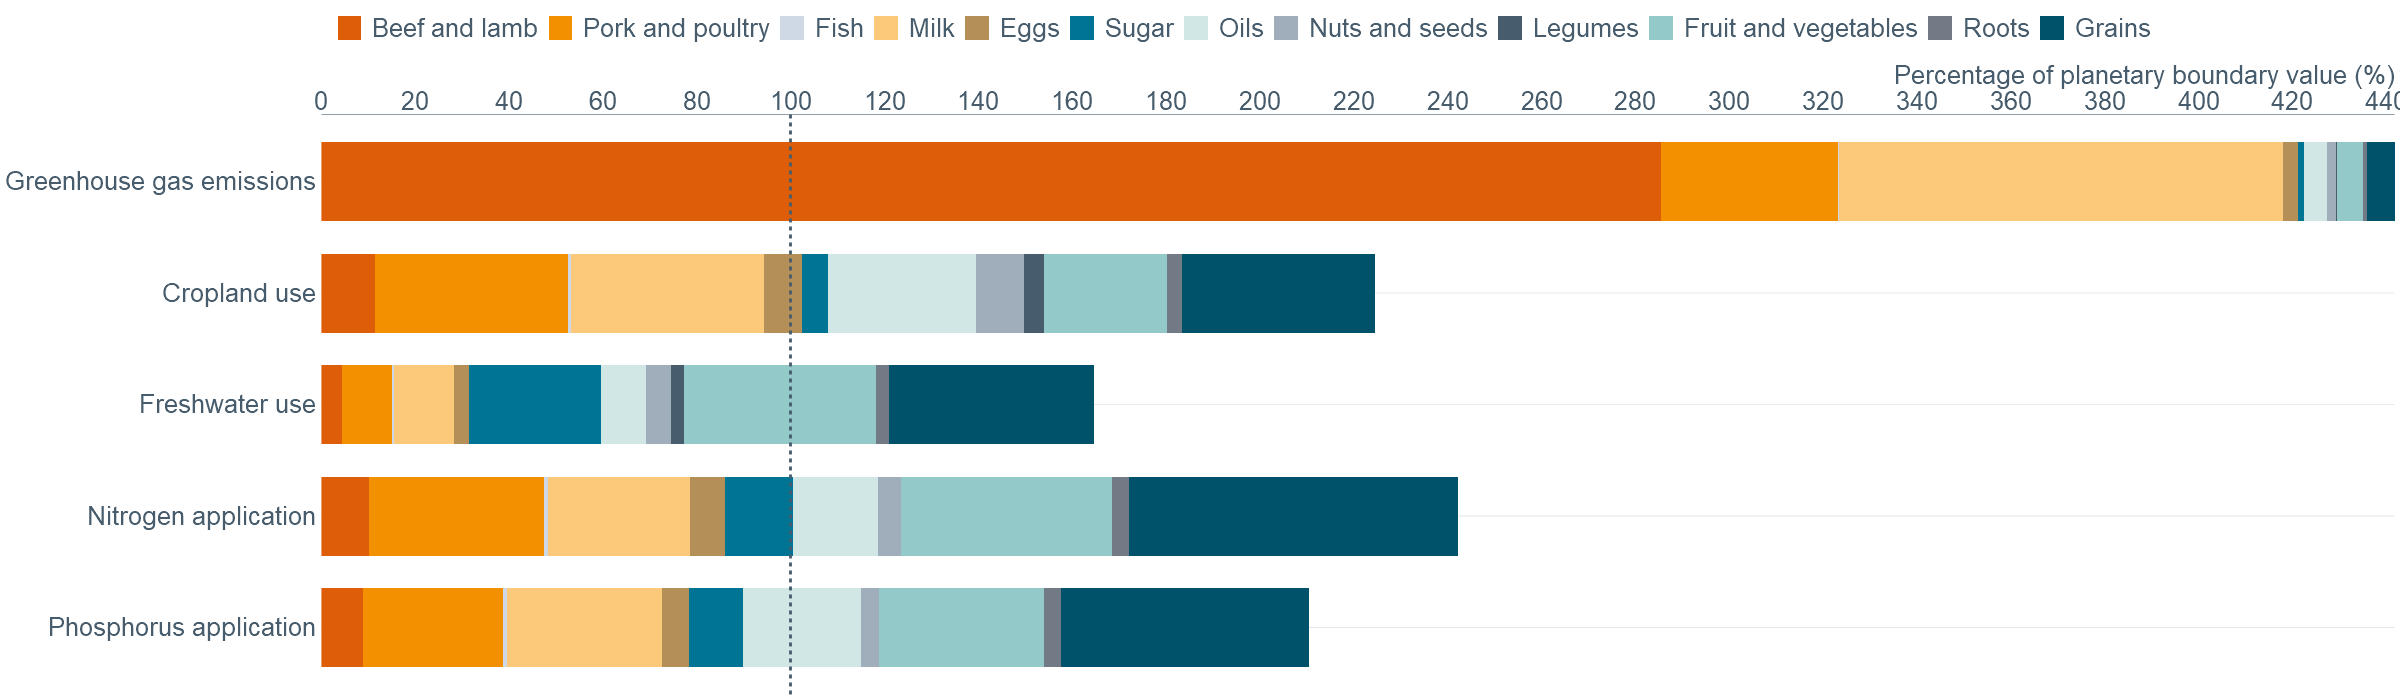 Beef and lamb Pork and poultry Fish Milk Eggs Sugar Oils Nuts and seeds Legumes Fruit and vegetables Roots Grains
Percentage of planetary boundary value (%)
0 20 40 60 80 100 120 140 160 180 200 220 240 260 280 300 320 340 360 380 400 420 440
Greenhouse gas emissions
Cropland use
Freshwater use
Nitrogen application
Phosphorus application